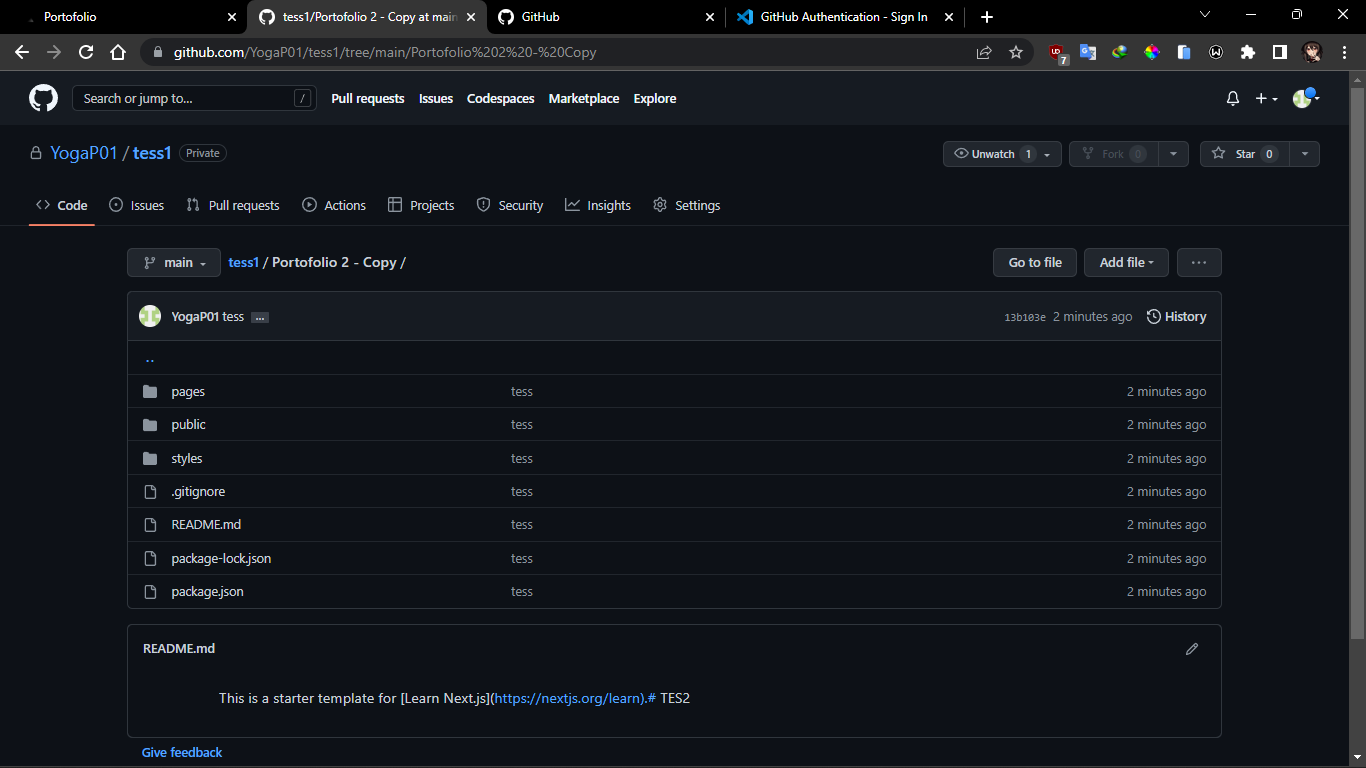 Portofolio
tess1/Portofolio 2 - Copy at main
GitHub
GitHub Authentication - Sign In
github.com/YogaP01/tess1/tree/main/Portofolio%202%20-%20Copy
7
Search or jump to...
/
Pull requests
Issues
Codespaces
Marketplace
Explore
YogaP01 / tess1
Private
Unwatch 1
Fork 0
Star 0
Code
Issues
Pull requests
Actions
Projects
Security
Insights
Settings
main
tess1 / Portofolio 2 - Copy /
Go to file
Add file
...
YogaP01 tess ...
13b103e 2 minutes ago
History
..
pages tess 2 minutes ago
public tess 2 minutes ago
styles tess 2 minutes ago
.gitignore tess 2 minutes ago
README.md tess 2 minutes ago
package-lock.json tess 2 minutes ago
package.json tess 2 minutes ago
README.md
This is a starter template for [Learn Next.js](https://nextjs.org/learn).# TES2
Give feedback